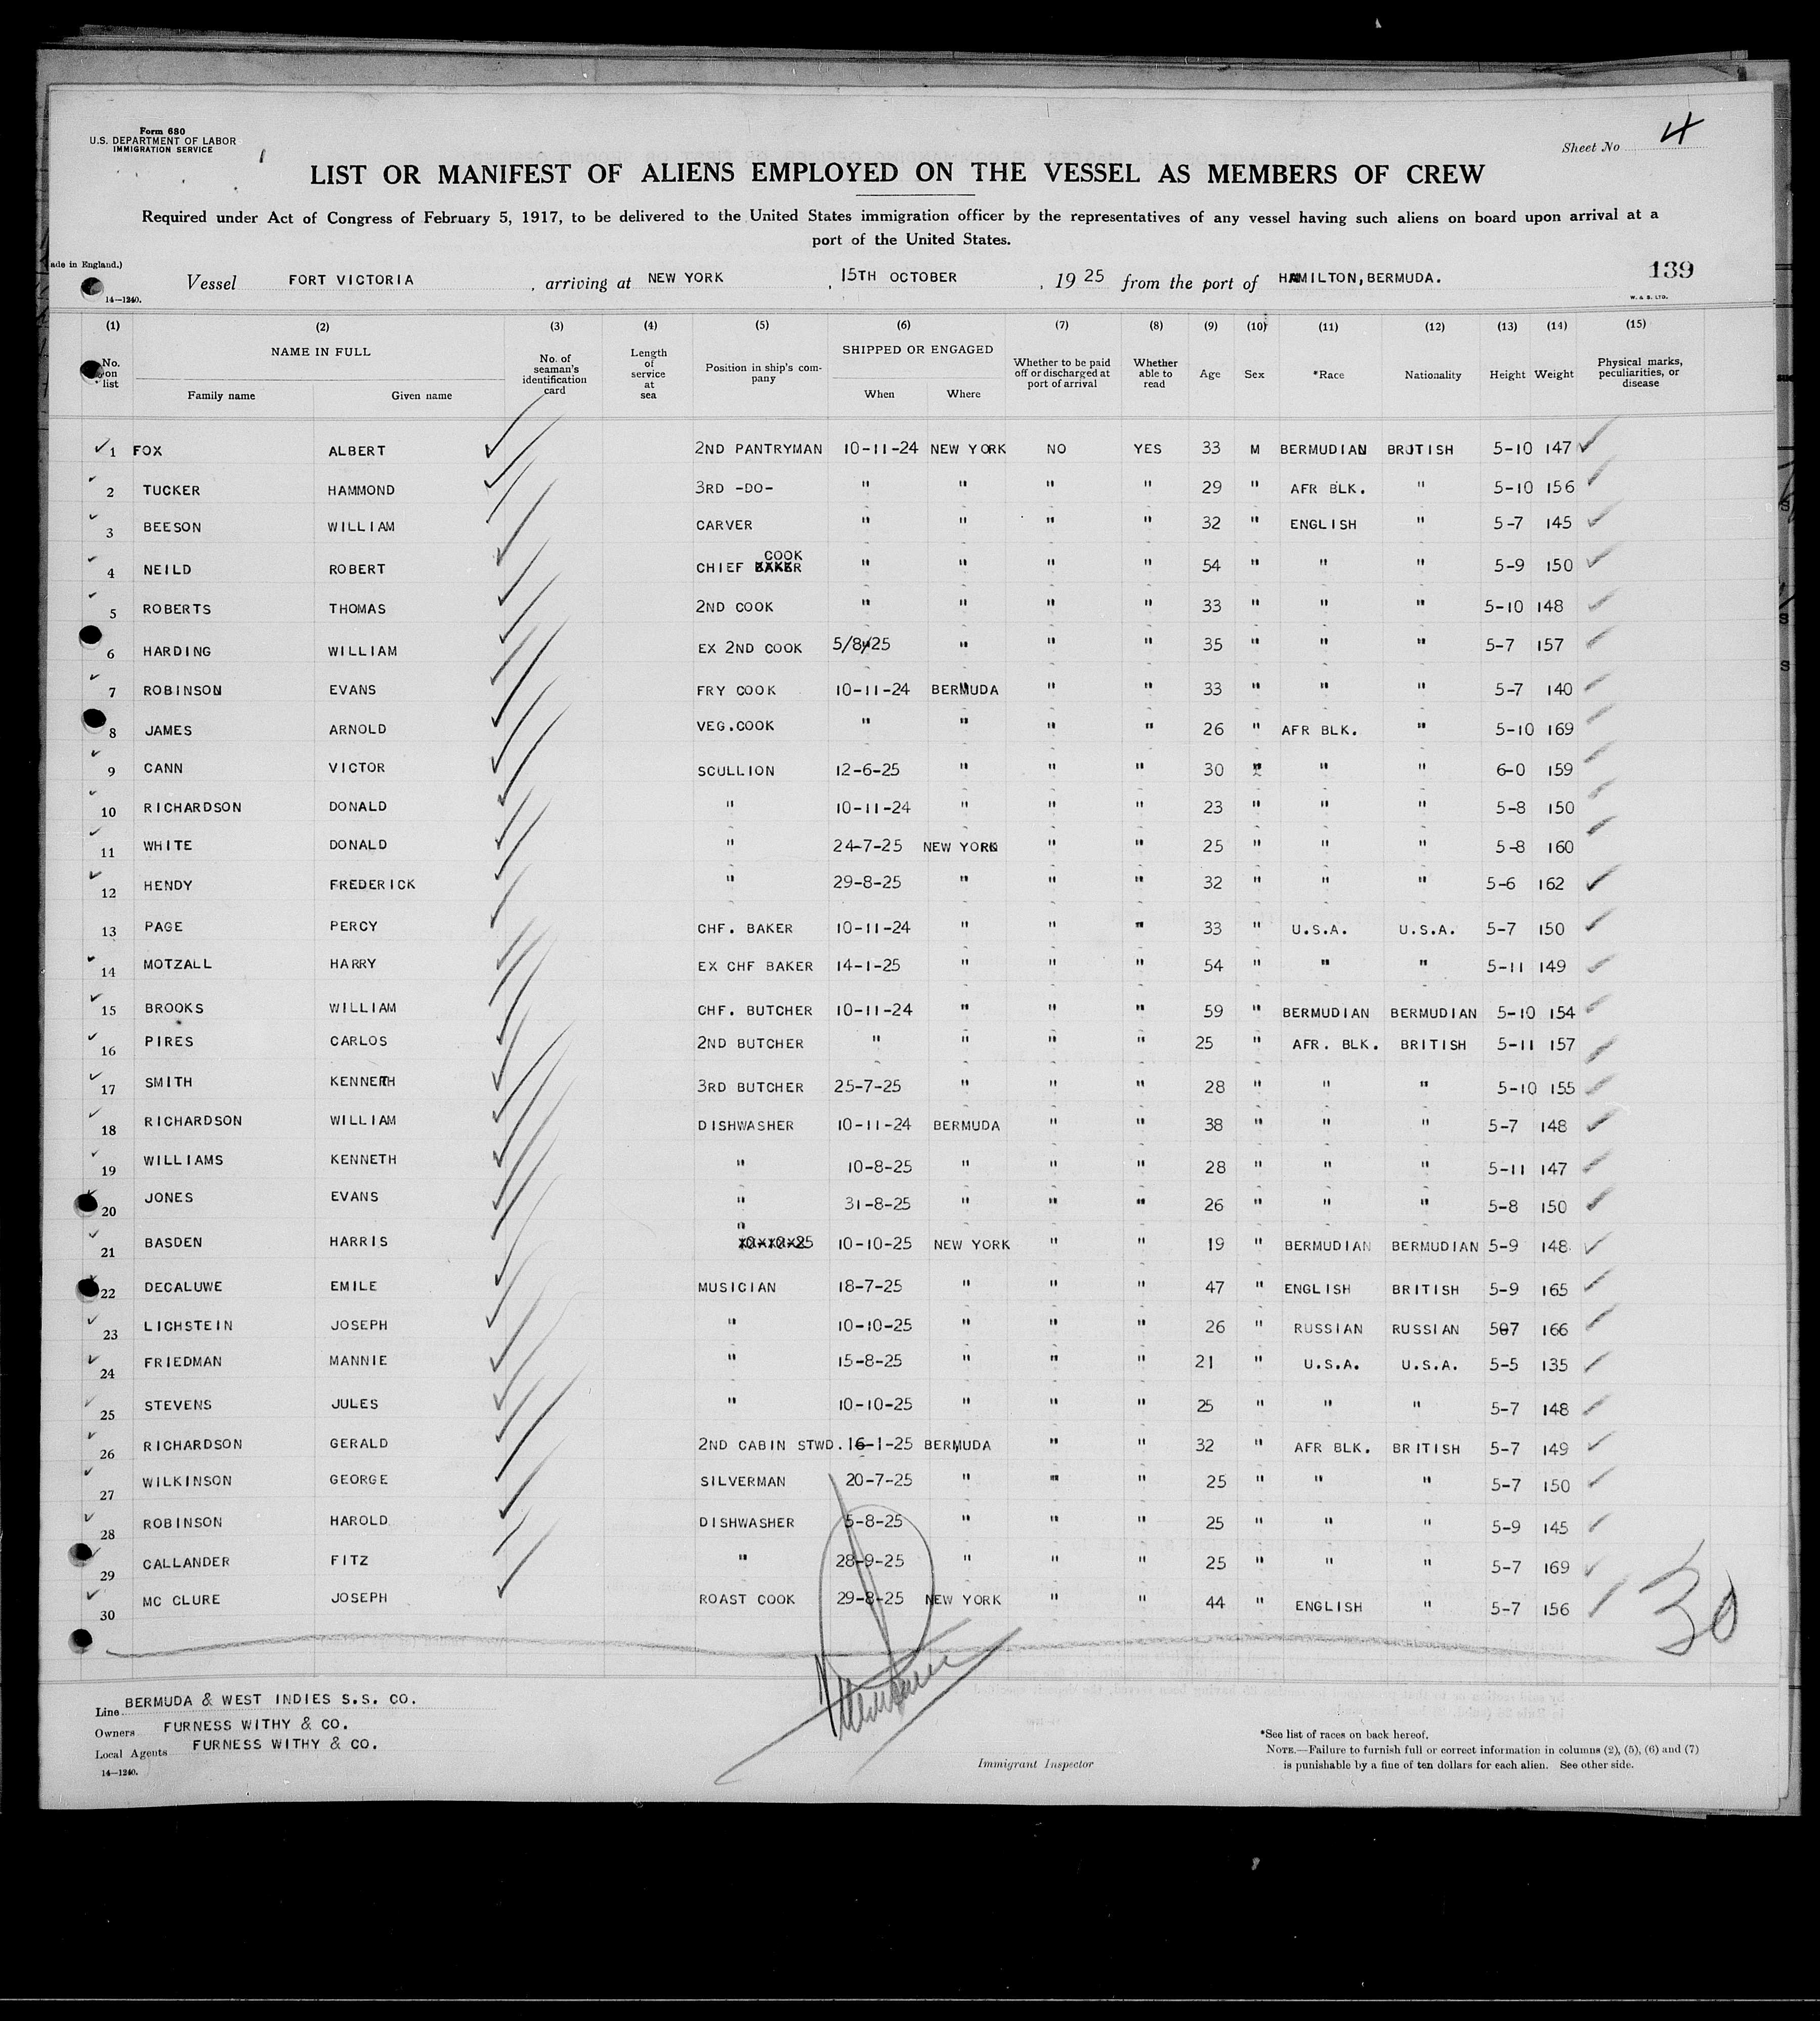 Form 680
U.S. DEPARTMENT OF LABOR
IMMIGRATION SERVICE
Sheet No 4
LIST OR MANIFEST OF ALIENS EMPLOYED ON THE VESSEL AS MEMBERS OF CREW
Required under Act of Congress of February 5, 1917, to be delivered to the United States immigration officer by the representatives of any vessel having such aliens on board upon arrival at a
port of the United States.
ade in England.)
Vessel FORT VICTORIA, arriving at NEW YORK, 15TH OCTOBER, 1925 from the port of HAMILTON, BERMUDA.
139
14—1240.
W. & S. LTD.
(1) (2) (3) (4) (5) (6) (7) (8) (9) (10) (11) (12) (13) (14) (15)
No. on list NAME IN FULL Family name Given name No. of seaman's identification card Length of service at sea Position in ship's company SHIPPED OR ENGAGED When Where Whether to be paid off or discharged at port of arrival Whether able to read Age Sex *Race Nationality Height Weight Physical marks, peculiarities, or disease
1 FOX ALBERT 2ND PANTRYMAN 10-11-24 NEW YORK NO YES 33 M BERMUDIAN BRITISH 5-10 147
2 TUCKER HAMMOND 3RD -DO- " " " " 29 " AFR BLK. " 5-10 156
3 BEESON WILLIAM CARVER " " " " 32 " ENGLISH " 5-7 145
4 NEILD ROBERT CHIEF BAKER COOK " " " " 54 " " " 5-9 150
5 ROBERTS THOMAS 2ND COOK " " " " 33 " " " 5-10 148
6 HARDING WILLIAM EX 2ND COOK 5/8/25 " " " 35 " " " 5-7 157
7 ROBINSON EVANS FRY COOK 10-11-24 BERMUDA " " 33 " " " 5-7 140
8 JAMES ARNOLD VEG.COOK " " " " 26 " AFR BLK. " 5-10 169
9 CANN VICTOR SCULLION 12-6-25 " " " 30 " " " 6-0 159
10 RICHARDSON DONALD " 10-11-24 " " " 23 " " " 5-8 150
11 WHITE DONALD " 24-7-25 NEW YORK " " 25 " " " 5-8 160
12 HENDY FREDERICK " 29-8-25 " " " 32 " " " 5-6 162
13 PAGE PERCY CHF. BAKER 10-11-24 " " " 33 " U.S.A. U.S.A. 5-7 150
14 MOTZALL HARRY EX CHF BAKER 14-1-25 " " " 54 " " " 5-11 149
15 BROOKS WILLIAM CHF. BUTCHER 10-11-24 " " " 59 " BERMUDIAN BERMUDIAN 5-10 154
16 PIRES CARLOS 2ND BUTCHER " " " " 25 " AFR. BLK. BRITISH 5-11 157
17 SMITH KENNETH 3RD BUTCHER 25-7-25 " " " 28 " " " 5-10 155
18 RICHARDSON WILLIAM DISHWASHER 10-11-24 BERMUDA " " 38 " " " 5-7 148
19 WILLIAMS KENNETH " 10-8-25 " " " 28 " " " 5-11 147
20 JONES EVANS " 31-8-25 " " " 26 " " " 5-8 150
21 BASDEN HARRIS " 10-10-25 10-10-25 NEW YORK " " 19 " BERMUDIAN BERMUDIAN 5-9 148
22 DECALUWE EMILE MUSICIAN 18-7-25 " " " 47 " ENGLISH BRITISH 5-9 165
23 LICHSTEIN JOSEPH " 10-10-25 " " " 26 " RUSSIAN RUSSIAN 5-7 166
24 FRIEDMAN MANNIE " 15-8-25 " " " 21 " U.S.A. U.S.A. 5-5 135
25 STEVENS JULES " 10-10-25 " " " 25 " " " 5-7 148
26 RICHARDSON GERALD 2ND CABIN STWD. 16-1-25 BERMUDA " " 32 " AFR BLK. BRITISH 5-7 149
27 WILKINSON GEORGE SILVERMAN 20-7-25 " " " 25 " " " 5-7 150
28 ROBINSON HAROLD DISHWASHER 5-8-25 " " " 25 " " " 5-9 145
29 CALLANDER FITZ " 28-9-25 " " " 25 " " " 5-7 169
30 MC CLURE JOSEPH ROAST COOK 29-8-25 NEW YORK " " 44 " ENGLISH " 5-7 156
30
Line BERMUDA & WEST INDIES S.S. CO.
Owners FURNESS WITHY & CO.
Local Agents FURNESS WITHY & CO.
14—1240.
Immigrant Inspector
*See list of races on back hereof.
NOTE.—Failure to furnish full or correct information in columns (2), (5), (6) and (7)
is punishable by a fine of ten dollars for each alien. See other side.